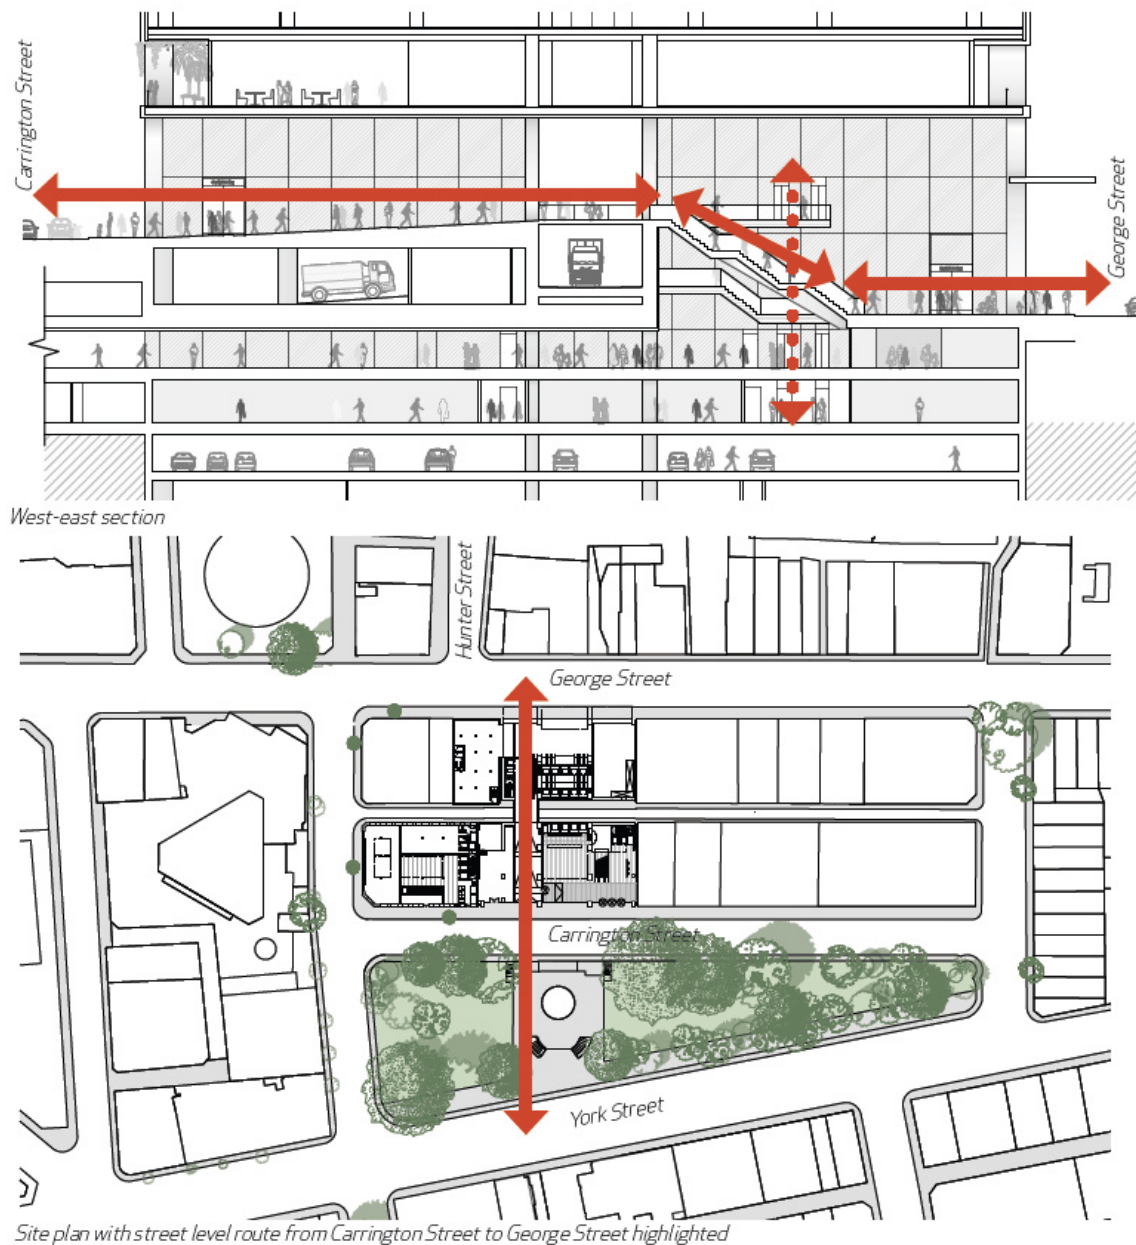 Carrington Street
George Street
West-east section
Hunter Street
George Street
Carrington Street
York Street
Site plan with street level route from Carrington Street to George Street highlighted